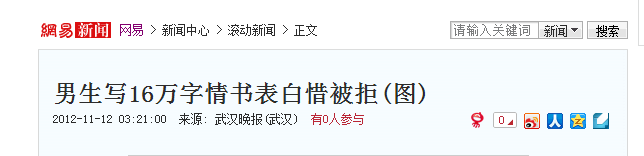 網易新闻 网易 > 新闻中心 > 滚动新闻 > 正文 请输入关键词 新闻 搜索
男生写16万字情书表白惜被拒(图)
2012-11-12 03:21:00 来源: 武汉晚报(武汉) 有0人参与 0